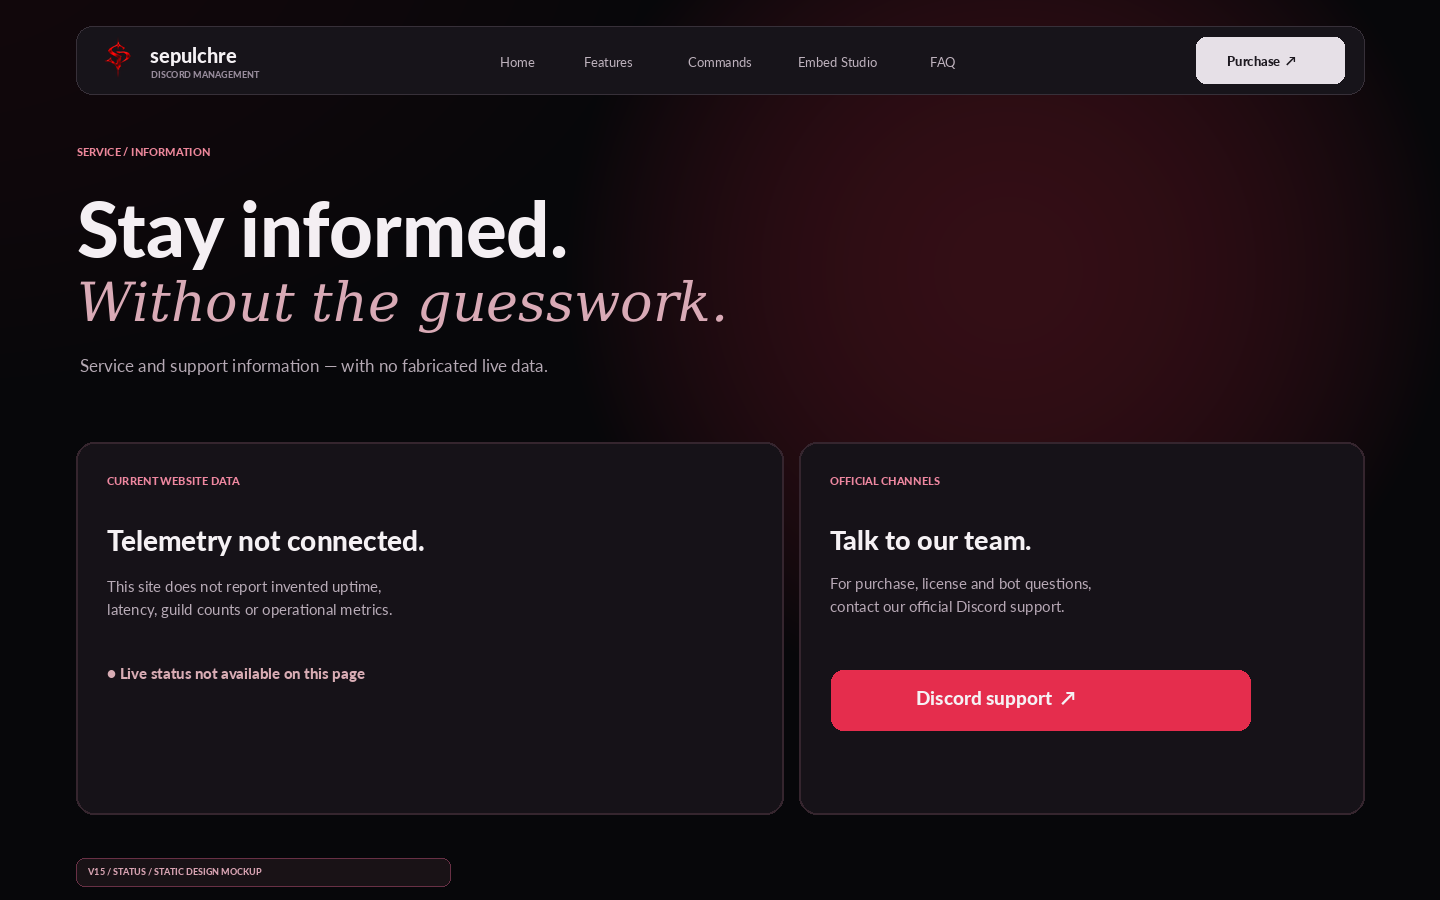 sepulchre
DISCORD MANAGEMENT
Home
Features
Commands
Embed Studio
FAQ
Purchase ↗
SERVICE / INFORMATION
Stay informed.
Without the guesswork.
Service and support information — with no fabricated live data.
CURRENT WEBSITE DATA
Telemetry not connected.
This site does not report invented uptime,
latency, guild counts or operational metrics.
● Live status not available on this page
OFFICIAL CHANNELS
Talk to our team.
For purchase, license and bot questions,
contact our official Discord support.
Discord support ↗
V15 / STATUS / STATIC DESIGN MOCKUP